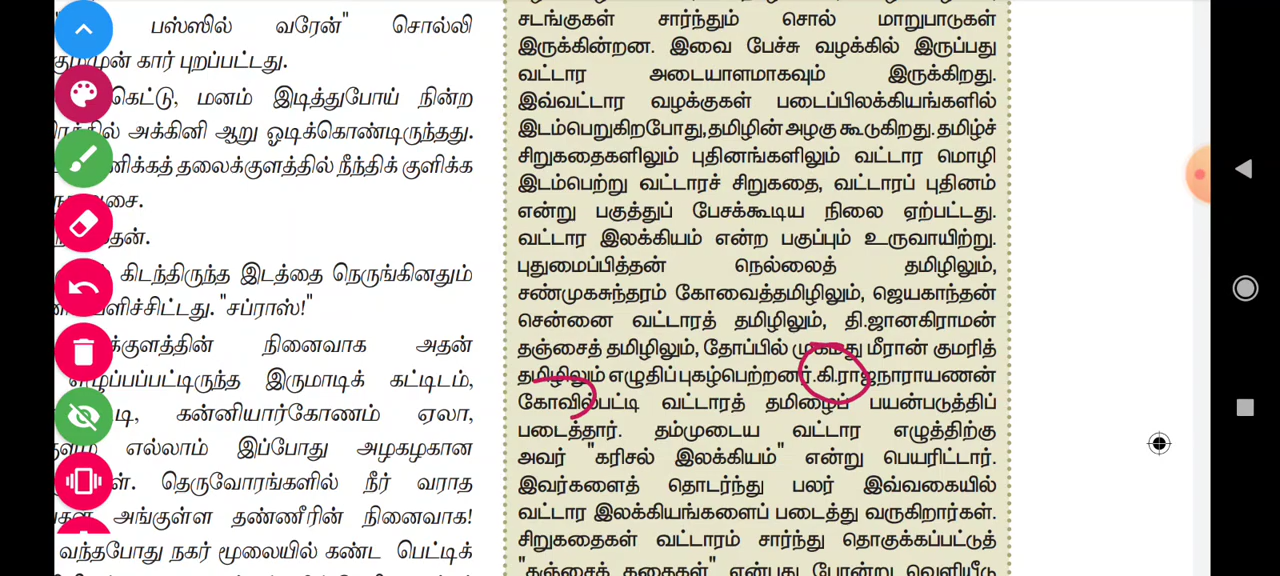 பஸ்ஸில் வரேன்" சொல்லி
கார் புறப்பட்டது.
கெட்டு, மனம் இடித்துபோய் நின்ற
அக்கினி ஆறு ஓடிக்கொண்டிருந்தது.
தலைக்குளத்தில் நீந்திக் குளிக்க
கிடந்திருந்த இடத்தை நெருங்கினதும்
"சப்ராஸ்!"
நினைவாக அதன்
இருமாடிக் கட்டிடம்,
கன்னியார்கோணம் ஏலா,
எல்லாம் இப்போது அழகழகான
தெருவோரங்களில் நீர் வராத
அங்குள்ள தண்ணீரின் நினைவாக!
வந்தபோது நகர் மூலையில் கண்ட பெட்டிக்
சடங்குகள் சார்ந்தும் சொல் மாறுபாடுகள்
இருக்கின்றன. இவை பேச்சு வழக்கில் இருப்பது
வட்டார அடையாளமாகவும் இருக்கிறது.
இவ்வட்டார வழக்குகள் படைப்பிலக்கியங்களில்
இடம்பெறுகிறபோது,தமிழின் அழகு கூடுகிறது. தமிழ்ச்
சிறுகதைகளிலும் புதினங்களிலும் வட்டார மொழி
இடம்பெற்று வட்டாரச் சிறுகதை, வட்டாரப் புதினம்
என்று பகுத்துப் பேசக்கூடிய நிலை ஏற்பட்டது.
வட்டார இலக்கியம் என்ற பகுப்பும் உருவாயிற்று.
புதுமைப்பித்தன் நெல்லைத் தமிழிலும்,
சண்முகசுந்தரம் கோவைத்தமிழிலும், ஜெயகாந்தன்
சென்னை வட்டாரத் தமிழிலும், தி.ஜானகிராமன்
தஞ்சைத் தமிழிலும், தோப்பில் முகமது மீரான் குமரித்
தமிழிலும் எழுதிப் புகழ்பெற்றனர்.கி.ராஜநாராயணன்
கோவில்பட்டி வட்டாரத் தமிழைப் பயன்படுத்திப்
படைத்தார். தம்முடைய வட்டார எழுத்திற்கு
அவர் "கரிசல் இலக்கியம்" என்று பெயரிட்டார்.
இவர்களைத் தொடர்ந்து பலர் இவ்வகையில்
வட்டார இலக்கியங்களைப் படைத்து வருகிறார்கள்.
சிறுகதைகள் வட்டாரம் சார்ந்து தொகுக்கப்பட்டுத்
"தஞ்சைக் கதைகள்" என்பது போன்று வெளியீடு